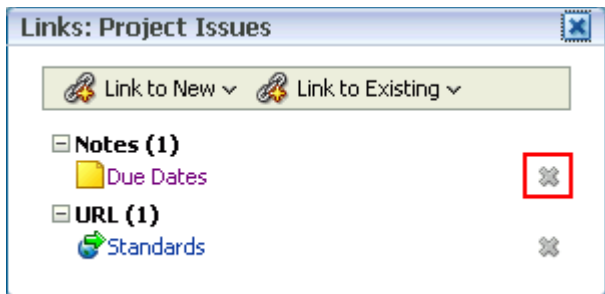 Links: Project Issues
Link to New Link to Existing
Notes (1)
Due Dates
URL (1)
Standards